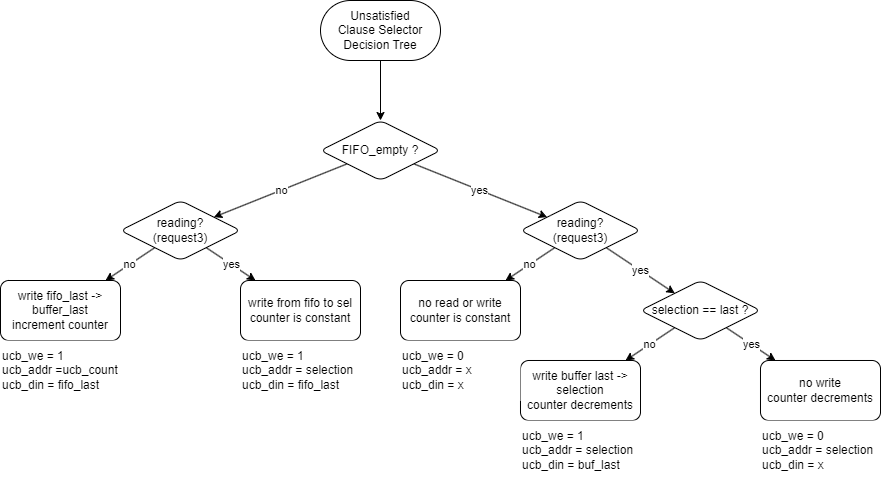 Unsatisfied
Clause Selector
Decision Tree
FIFO_empty ?
no
yes
reading?
(request3)
reading?
(request3)
no
yes
no
yes
write fifo_last ->
buffer_last
increment counter
write from fifo to sel
counter is constant
no read or write
counter is constant
selection == last ?
ucb_we = 1
ucb_addr =ucb_count
ucb_din = fifo_last
ucb_we = 1
ucb_addr = selection
ucb_din = fifo_last
ucb_we = 0
ucb_addr = x
ucb_din = x
no
yes
write buffer last ->
selection
counter decrements
no write
counter decrements
ucb_we = 1
ucb_addr = selection
ucb_din = buf_last
ucb_we = 0
ucb_addr = selection
ucb_din = x